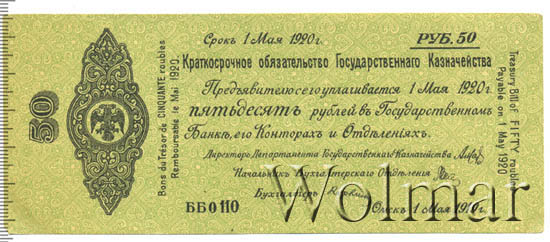 Срокъ 1 Мая 1920г.
РУБ. 50
Краткосрочное обязательство Государственнаго Казначейства
Предъявителю сего уплачивается 1 Мая 1920г.
пятьдесятъ рублей въ Государственномъ
Банкѣ, его Конторахъ и Отдѣленіяхъ.
Директоръ Департамента Государственнаго Казначейства
Начальникъ Бухгалтерскаго Отдѣленія
Бухгалтеръ
ББ0110
Омскъ 1 Мая 1919г.
50
Bons du Trésor de CINQUANTE roubles
Remboursable le 1 Mai 1920.
Treasury Bill of FIFTY roubles
Payable on 1 May 1920
Wolmar